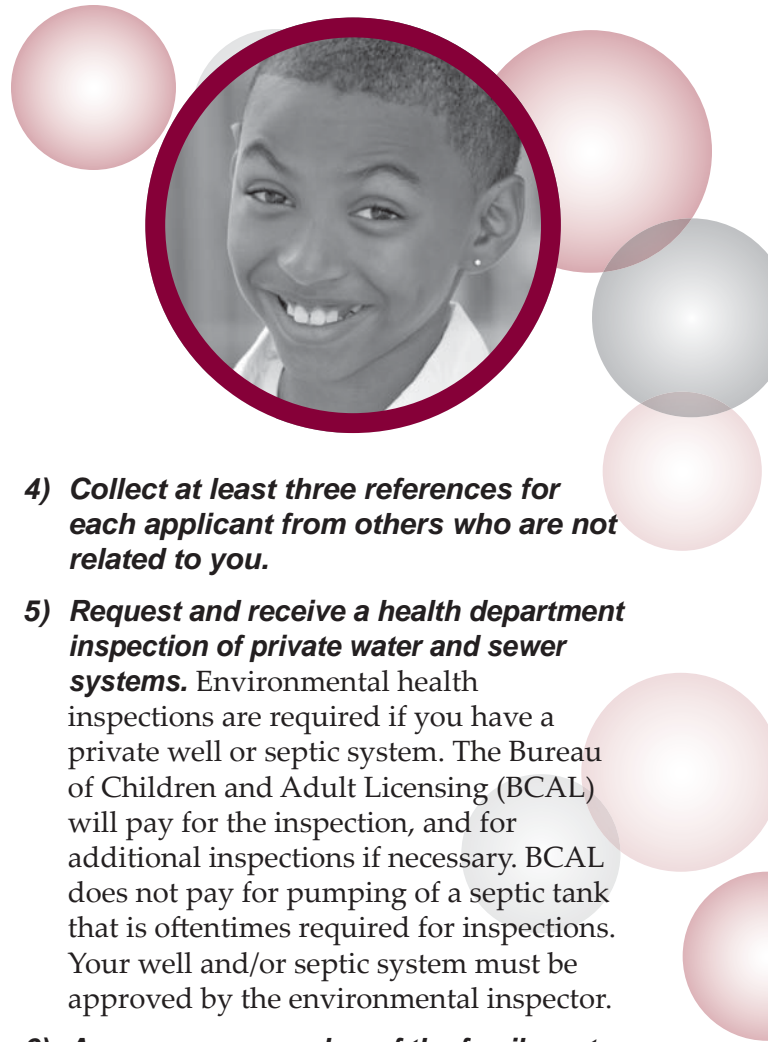 4) Collect at least three references for
each applicant from others who are not
related to you.
5) Request and receive a health department
inspection of private water and sewer
systems. Environmental health
inspections are required if you have a
private well or septic system. The Bureau
of Children and Adult Licensing (BCAL)
will pay for the inspection, and for
additional inspections if necessary. BCAL
does not pay for pumping of a septic tank
that is oftentimes required for inspections.
Your well and/or septic system must be
approved by the environmental inspector.